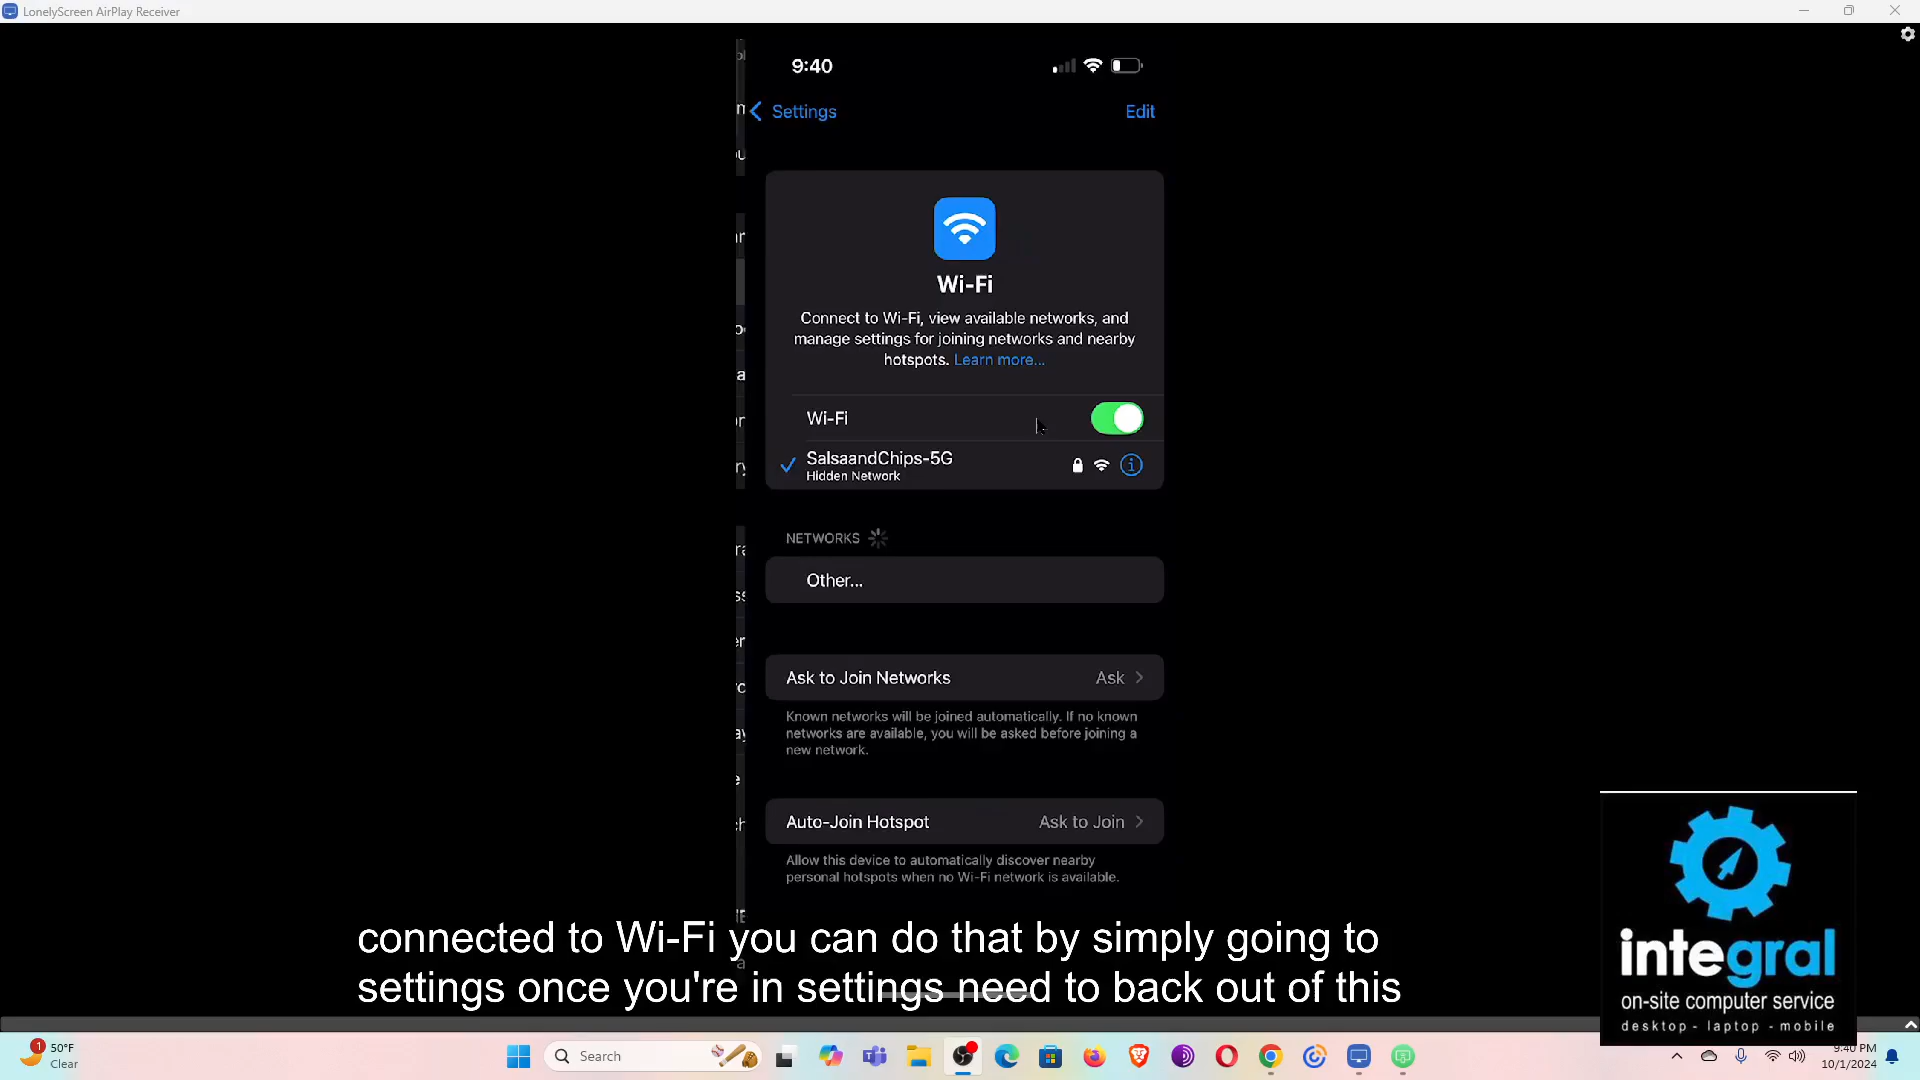 LonelyScreen AirPlay Receiver
9:40
Settings
Edit
Wi-Fi
Connect to Wi-Fi, view available networks, and
manage settings for joining networks and nearby
hotspots. Learn more...
Wi-Fi
SalsaandChips-5G
Hidden Network
NETWORKS
Other...
Ask to Join Networks
Ask
Known networks will be joined automatically. If no known
networks are available, you will be asked before joining a
new network.
Auto-Join Hotspot
Ask to Join
Allow this device to automatically discover nearby
personal hotspots when no Wi-Fi network is available.
connected to Wi-Fi you can do that by simply going to
settings once you're in settings need to back out of this
integral
on-site computer service
desktop - laptop - mobile
1
50°F
Clear
Search
9:40 PM
10/1/2024